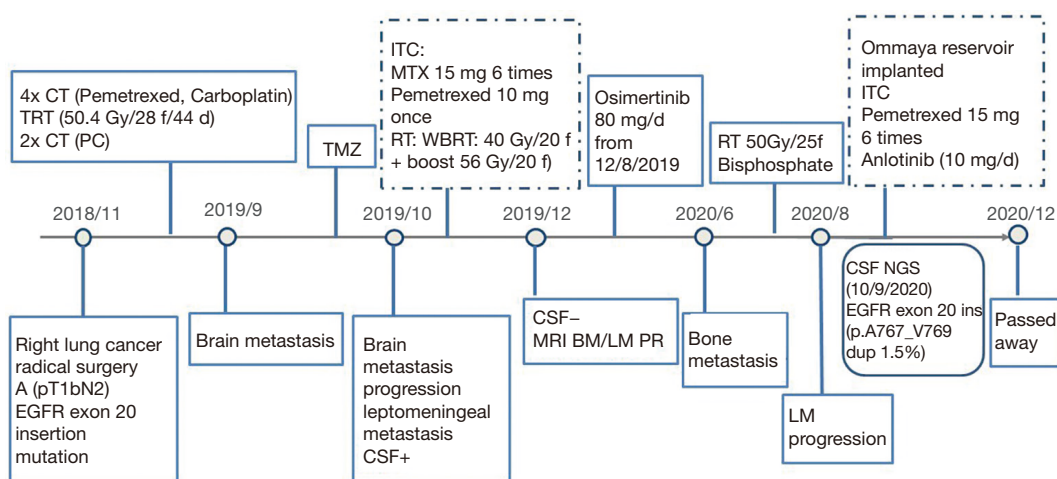 4x CT (Pemetrexed, Carboplatin)
TRT (50.4 Gy/28 f/44 d)
2x CT (PC)
TMZ
ITC:
MTX 15 mg 6 times
Pemetrexed 10 mg
once
RT: WBRT: 40 Gy/20 f
+ boost 56 Gy/20 f)
Osimertinib
80 mg/d
from
12/8/2019
RT 50Gy/25f
Bisphosphate
Ommaya reservoir
implanted
ITC
Pemetrexed 15 mg
6 times
Anlotinib (10 mg/d)
2018/11
2019/9
2019/10
2019/12
2020/6
2020/8
2020/12
Right lung cancer
radical surgery
A (pT1bN2)
EGFR exon 20
insertion
mutation
Brain metastasis
Brain
metastasis
progression
leptomeningeal
metastasis
CSF+
CSF–
MRI BM/LM PR
Bone
metastasis
LM
progression
CSF NGS
(10/9/2020)
EGFR exon 20 ins
(p.A767_V769
dup 1.5%)
Passed
away